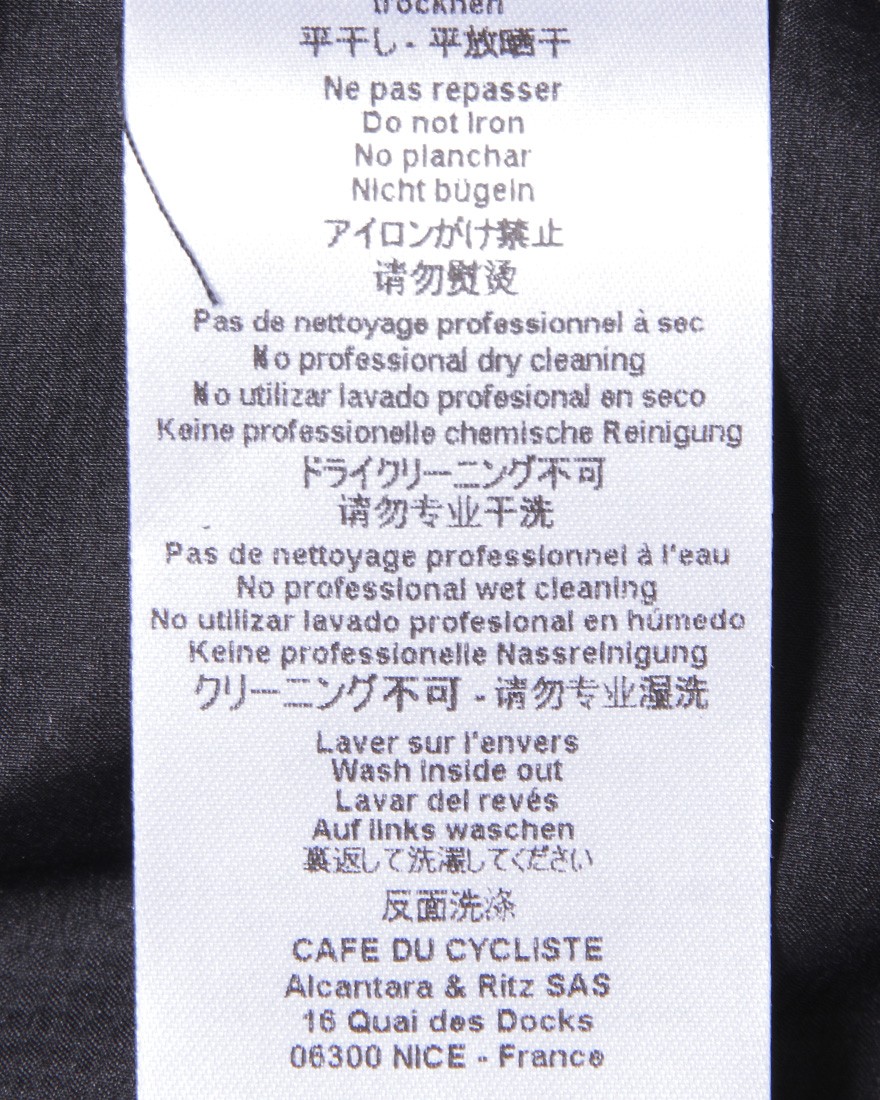 trocknen
平干し - 平放晒干
Ne pas repasser
Do not Iron
No planchar
Nicht bügeln
アイロンがけ禁止
请勿熨烫
Pas de nettoyage professionnel à sec
No professional dry cleaning
No utilizar lavado profesional en seco
Keine professionelle chemische Reinigung
ドライクリーニング不可
请勿专业干洗
Pas de nettoyage professionnel à l'eau
No professional wet cleaning
No utilizar lavado profesional en húmedo
Keine professionelle Nassreinigung
クリーニング不可 - 请勿专业湿洗
Laver sur l'envers
Wash inside out
Lavar del revés
Auf links waschen
裏返して洗濯してください
反面洗涤
CAFE DU CYCLISTE
Alcantara & Ritz SAS
16 Quai des Docks
06300 NICE - France